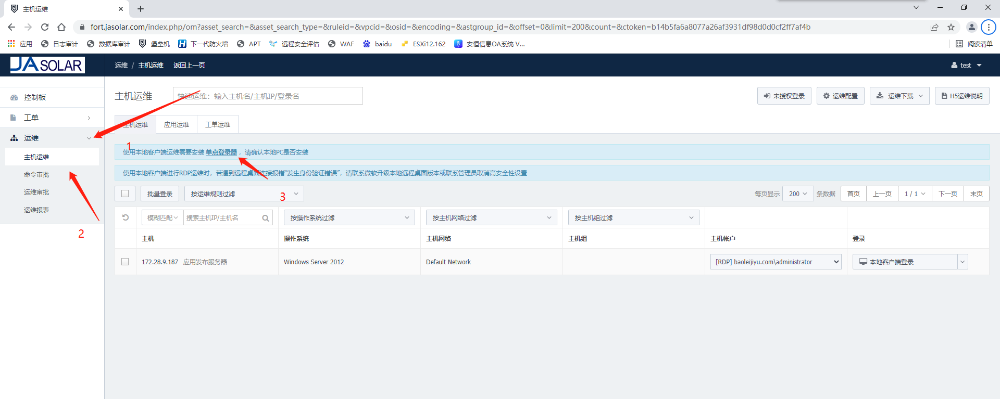 主机运维
fort.jasolar.com/index.php/om?asset_search=&asset_search_type=&ruleid=&vpcid=&osid=&encoding=&astgroup_id=&offset=0&limit=200&count=&ctoken=b14b5fa6a8077a26af3931df98d0d0cf2ff7af4b
应用 日志审计 数据库审计 堡垒机 下一代防火墙 APT 远程安全评估 WAF baidu ESXi12.162 安恒信息OA系统 V... 阅读清单
JA SOLAR 运维 / 主机运维 返回上一页 test
控制板
工单
运维
主机运维
命令审批
运维审批
运维报表
主机运维 快速运维：输入主机名/主机IP/登录名 未授权登录 运维配置 运维下载 H5运维说明
主机运维 应用运维 工单运维
1
使用本地客户端运维需要安装 单点登录器 ，请确认本地PC是否安装
使用本地客户端进行RDP运维时，若遇到远程桌面连接报错“发生身份验证错误”，请联系微软升级本地远程桌面版本或联系管理员取消高安全性设置
批量登录 按运维规则过滤 3 每页显示 200 条数据 首页 上一页 1 / 1 下一页 末页
模糊匹配 搜索主机IP/主机名 按操作系统过滤 按主机网络过滤 按主机组过滤
2
主机 操作系统 主机网络 主机组 主机帐户 登录
172.28.9.187 应用发布服务器 Windows Server 2012 Default Network [RDP] baoleijiyu.com\administrator 本地客户端登录